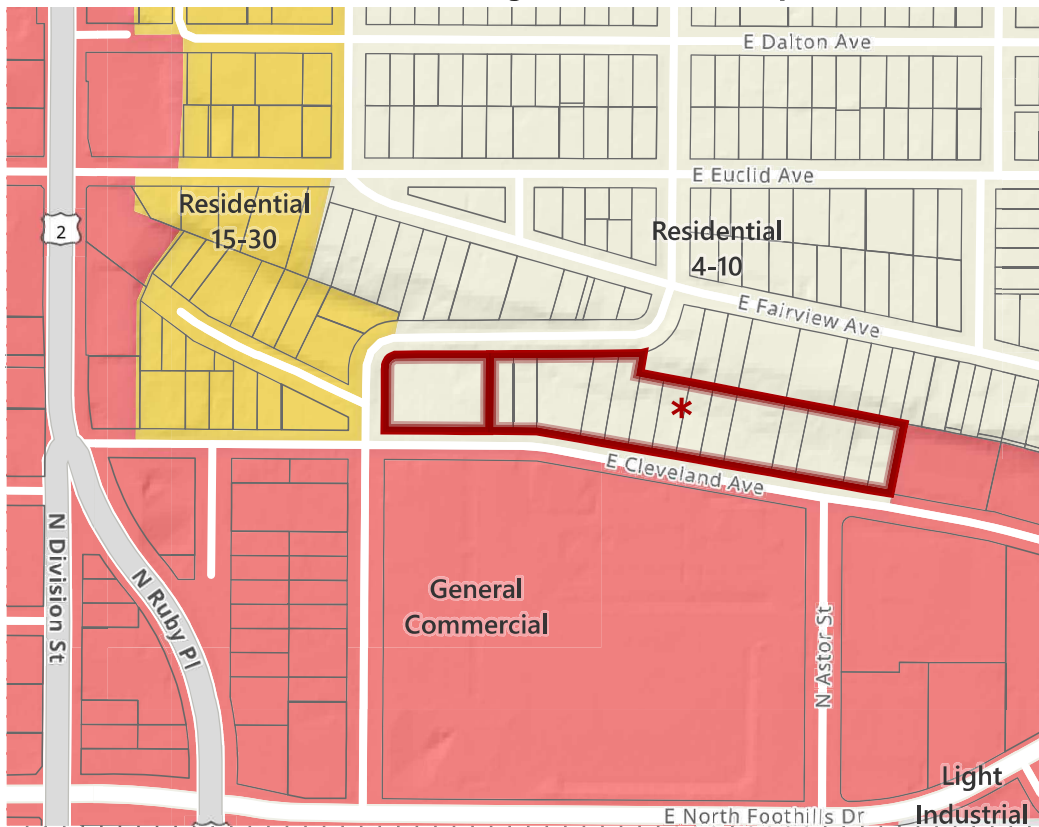 E Dalton Ave
E Euclid Ave
Residential
15-30
2
Residential
4-10
E Fairview Ave
*
E Cleveland Ave
N Division St
N Ruby Pl
General
Commercial
N Astor St
Light
Industrial
E North Foothills Dr